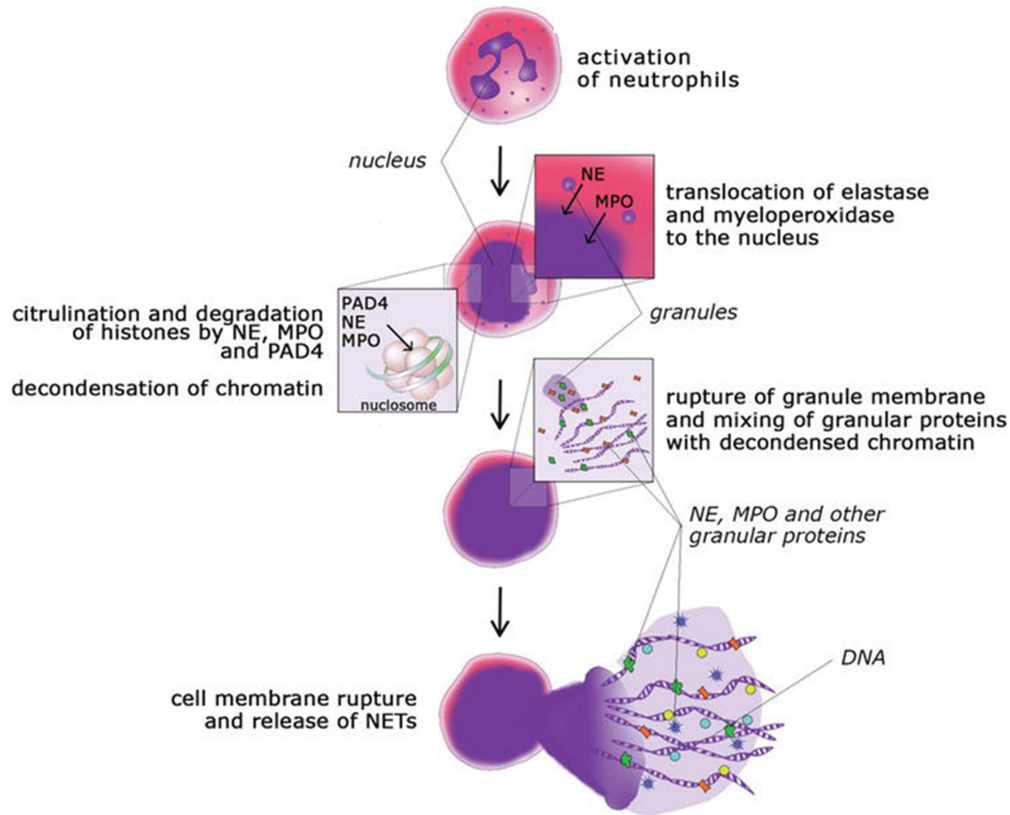 activation
of neutrophils
nucleus
NE
MPO
translocation of elastase
and myeloperoxidase
to the nucleus
granules
citrulination and degradation
of histones by NE, MPO
and PAD4
decondensation of chromatin
PAD4
NE
MPO
nuclosome
rupture of granule membrane
and mixing of granular proteins
with decondensed chromatin
NE, MPO and other
granular proteins
DNA
cell membrane rupture
and release of NETs